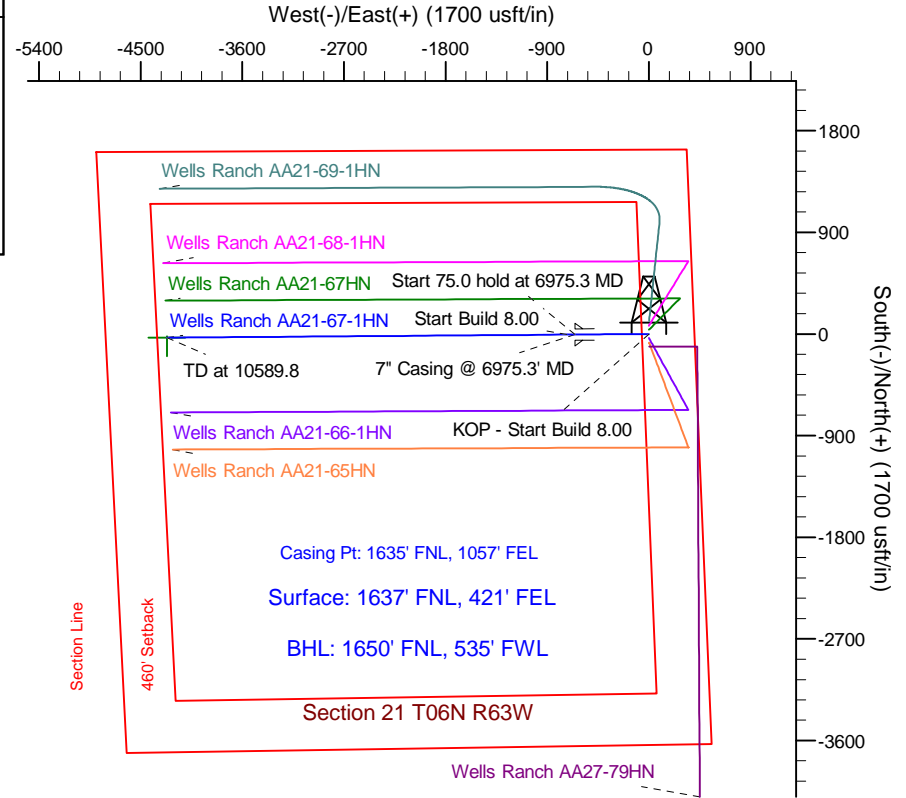 West(-)/East(+) (1700 usft/in)
-5400 -4500 -3600 -2700 -1800 -900 0 900
1800
900
0
-900
-1800
-2700
-3600
South(-)/North(+) (1700 usft/in)
Wells Ranch AA21-69-1HN
Wells Ranch AA21-68-1HN
Wells Ranch AA21-67HN
Start 75.0 hold at 6975.3 MD
Wells Ranch AA21-67-1HN
Start Build 8.00
TD at 10589.8
7" Casing @ 6975.3' MD
Wells Ranch AA21-66-1HN
KOP - Start Build 8.00
Wells Ranch AA21-65HN
Casing Pt: 1635' FNL, 1057' FEL
Surface: 1637' FNL, 421' FEL
BHL: 1650' FNL, 535' FWL
Section Line
460' Setback
Section 21 T06N R63W
Wells Ranch AA27-79HN